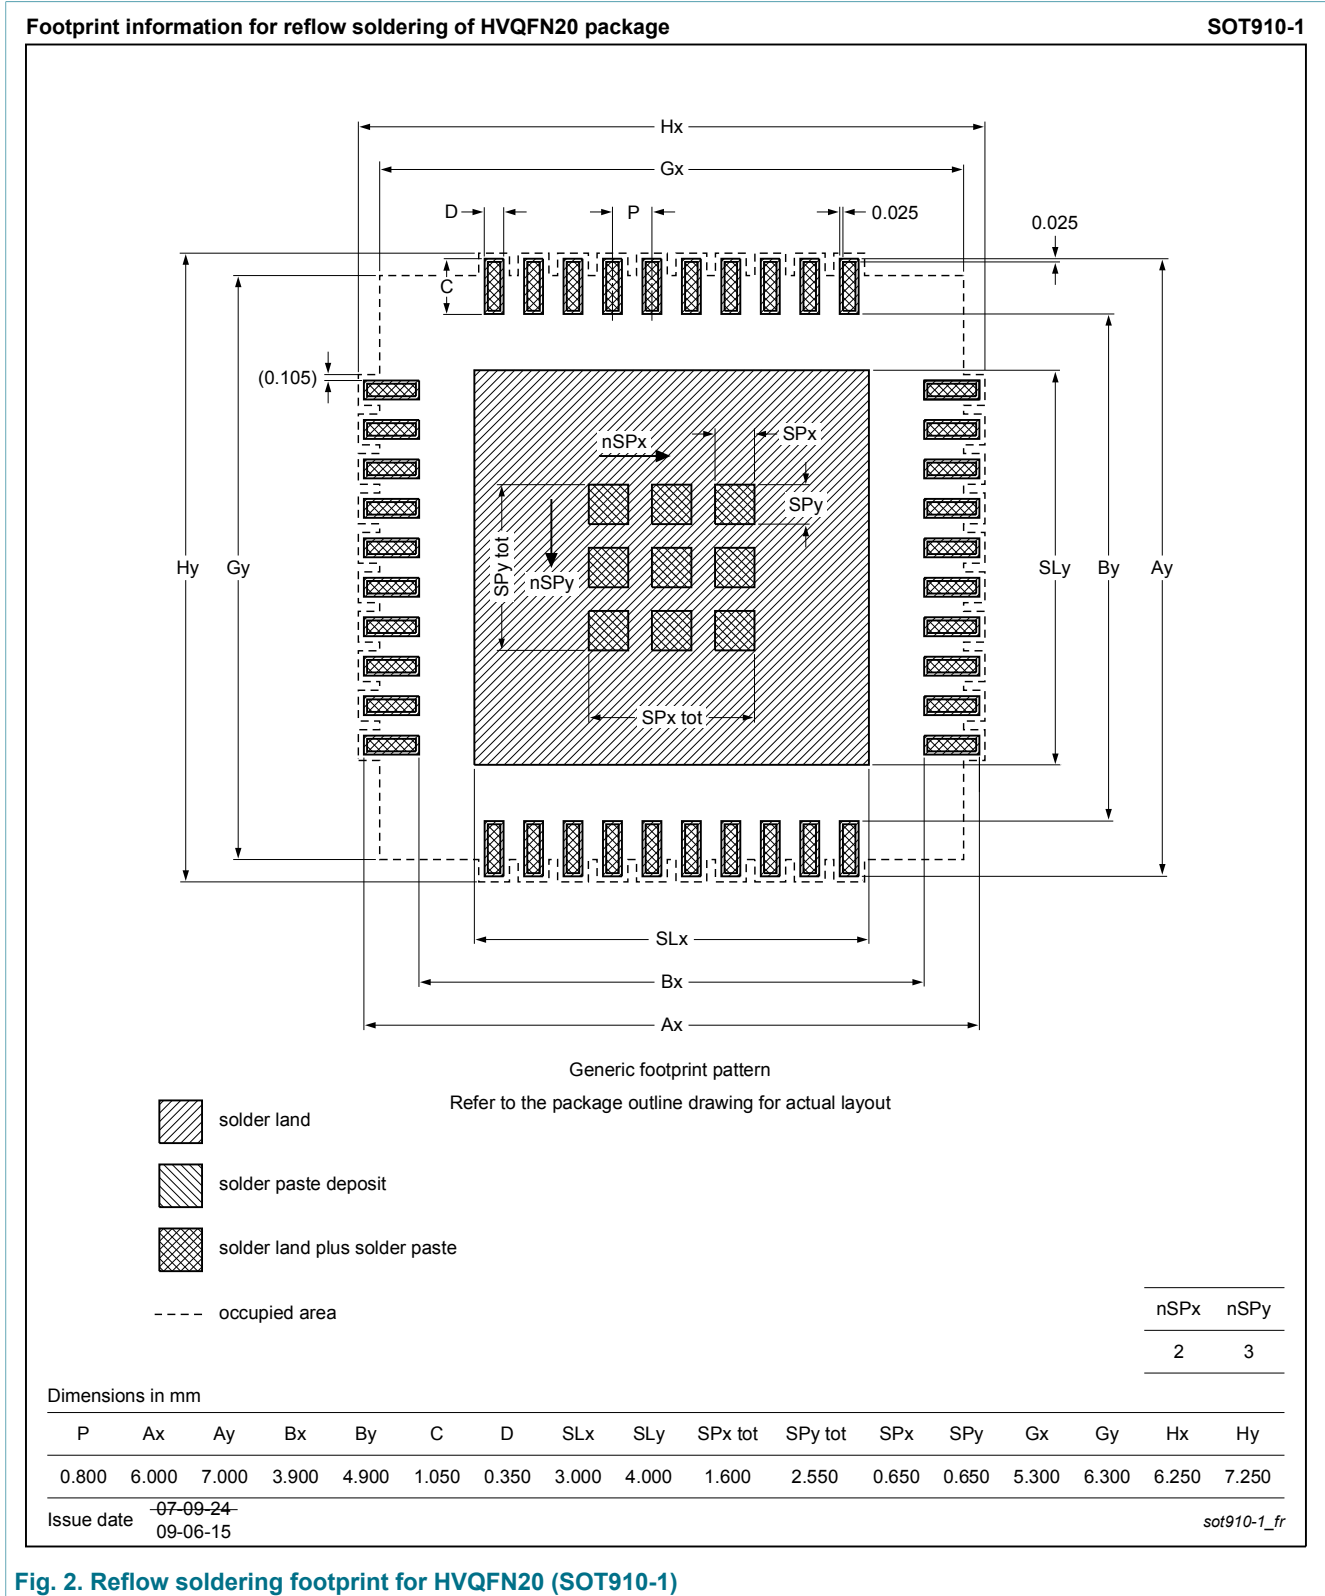 Footprint information for reflow soldering of HVQFN20 package SOT910-1
Hx
Gx
D P 0.025
0.025
C
(0.105)
nSPx SPx
SPy
SPy tot
nSPy
Hy Gy SLy By Ay
SPx tot
SLx
Bx
Ax
Generic footprint pattern
Refer to the package outline drawing for actual layout
solder land
solder paste deposit
solder land plus solder paste
occupied area
nSPx nSPy
2 3
Dimensions in mm
P Ax Ay Bx By C D SLx SLy SPx tot SPy tot SPx SPy Gx Gy Hx Hy
0.800 6.000 7.000 3.900 4.900 1.050 0.350 3.000 4.000 1.600 2.550 0.650 0.650 5.300 6.300 6.250 7.250
Issue date 07-09-24
09-06-15
sot910-1_fr
Fig. 2. Reflow soldering footprint for HVQFN20 (SOT910-1)